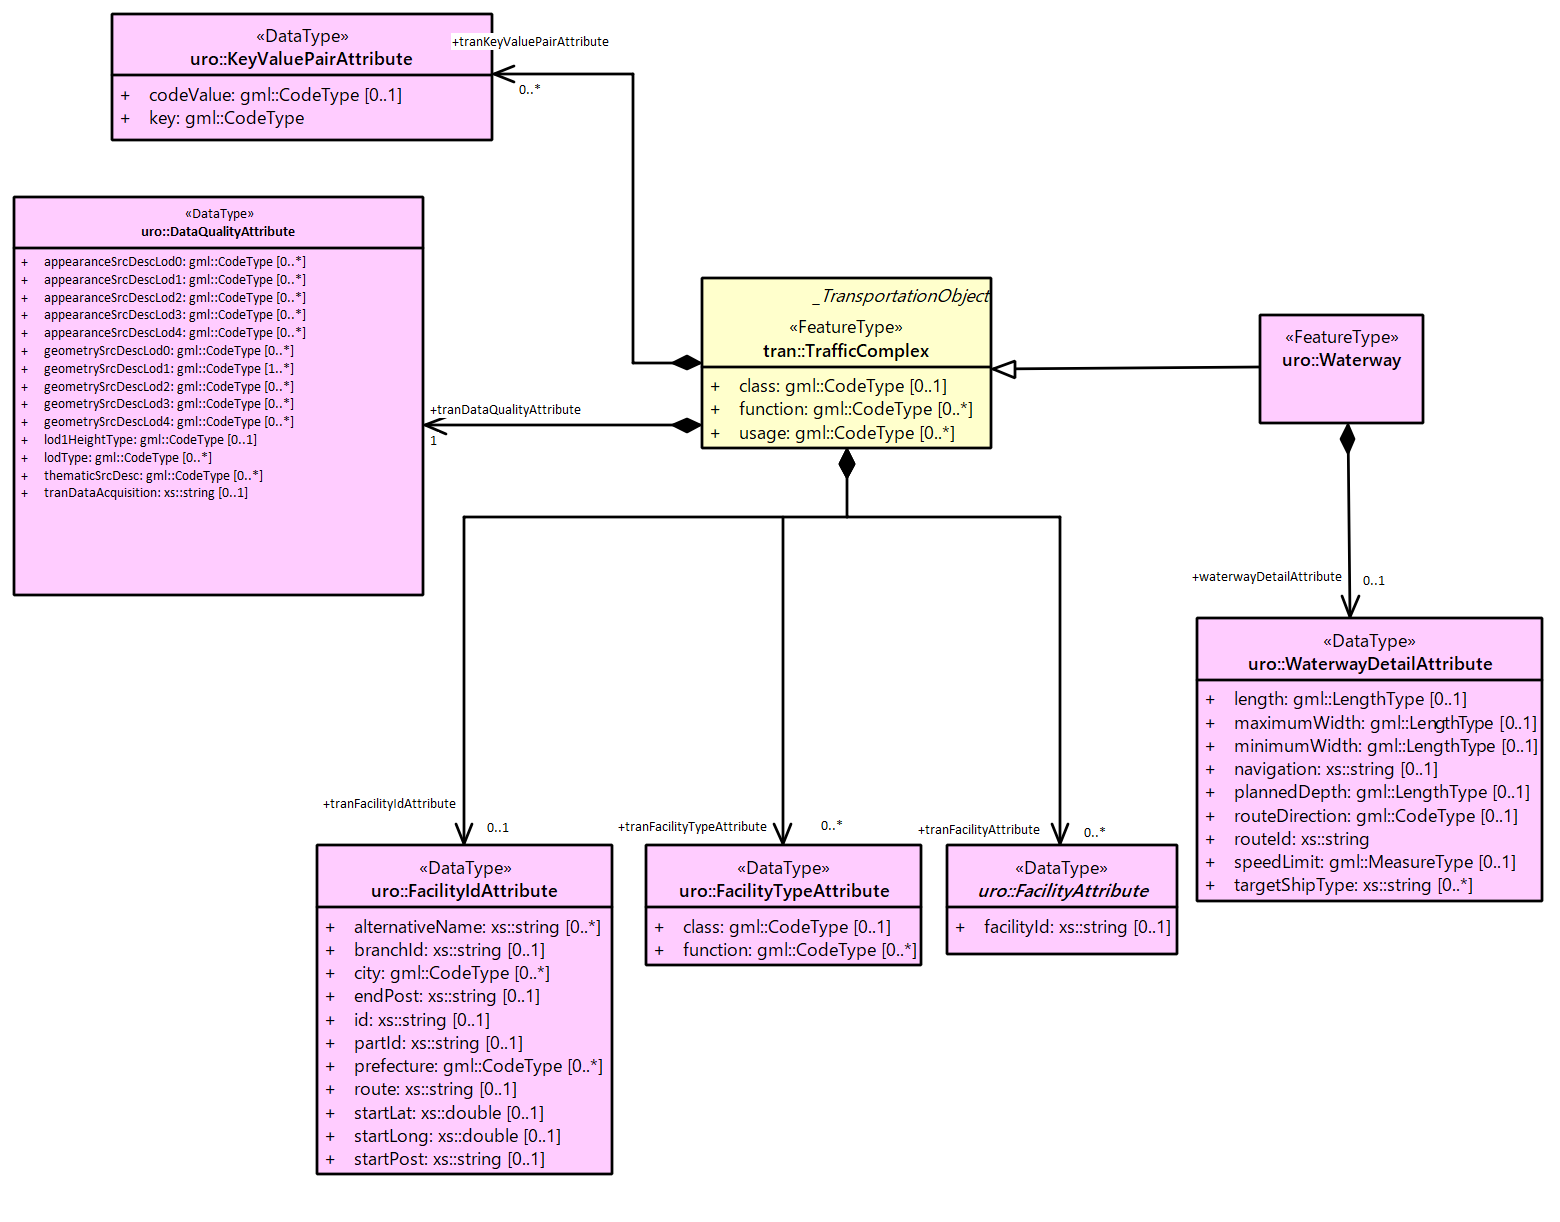 «DataType»
uro::KeyValuePairAttribute
+ codeValue: gml::CodeType [0..1]
+ key: gml::CodeType
+tranKeyValuePairAttribute
0..*
«DataType»
uro::DataQualityAttribute
+ appearanceSrcDescLod0: gml::CodeType [0..*]
+ appearanceSrcDescLod1: gml::CodeType [0..*]
+ appearanceSrcDescLod2: gml::CodeType [0..*]
+ appearanceSrcDescLod3: gml::CodeType [0..*]
+ appearanceSrcDescLod4: gml::CodeType [0..*]
+ geometrySrcDescLod0: gml::CodeType [0..*]
+ geometrySrcDescLod1: gml::CodeType [1..*]
+ geometrySrcDescLod2: gml::CodeType [0..*]
+ geometrySrcDescLod3: gml::CodeType [0..*]
+ geometrySrcDescLod4: gml::CodeType [0..*]
+ lod1HeightType: gml::CodeType [0..1]
+ lodType: gml::CodeType [0..*]
+ thematicSrcDesc: gml::CodeType [0..*]
+ tranDataAcquisition: xs::string [0..1]
+tranDataQualityAttribute
1
_TransportationObject
«FeatureType»
tran::TrafficComplex
+ class: gml::CodeType [0..1]
+ function: gml::CodeType [0..*]
+ usage: gml::CodeType [0..*]
«FeatureType»
uro::Waterway
+waterwayDetailAttribute
0..1
«DataType»
uro::WaterwayDetailAttribute
+ length: gml::LengthType [0..1]
+ maximumWidth: gml::LengthType [0..1]
+ minimumWidth: gml::LengthType [0..1]
+ navigation: xs::string [0..1]
+ plannedDepth: gml::LengthType [0..1]
+ routeDirection: gml::CodeType [0..1]
+ routeId: xs::string
+ speedLimit: gml::MeasureType [0..1]
+ targetShipType: xs::string [0..*]
+tranFacilityIdAttribute
0..1
«DataType»
uro::FacilityIdAttribute
+ alternativeName: xs::string [0..*]
+ branchId: xs::string [0..1]
+ city: gml::CodeType [0..*]
+ endPost: xs::string [0..1]
+ id: xs::string [0..1]
+ partId: xs::string [0..1]
+ prefecture: gml::CodeType [0..*]
+ route: xs::string [0..1]
+ startLat: xs::double [0..1]
+ startLong: xs::double [0..1]
+ startPost: xs::string [0..1]
+tranFacilityTypeAttribute
0..*
«DataType»
uro::FacilityTypeAttribute
+ class: gml::CodeType [0..1]
+ function: gml::CodeType [0..*]
+tranFacilityAttribute
0..*
«DataType»
uro::FacilityAttribute
+ facilityId: xs::string [0..1]